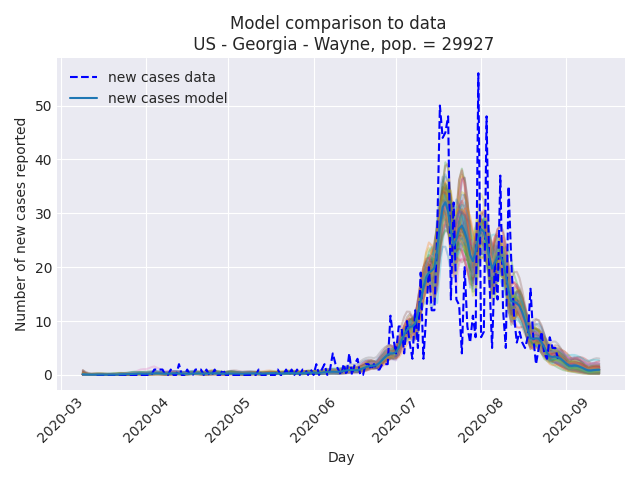 Model comparison to data
US - Georgia - Wayne, pop. = 29927
new cases data
new cases model
Number of new cases reported
50
40
30
20
10
0
2020-03
2020-04
2020-05
2020-06
2020-07
2020-08
2020-09
Day